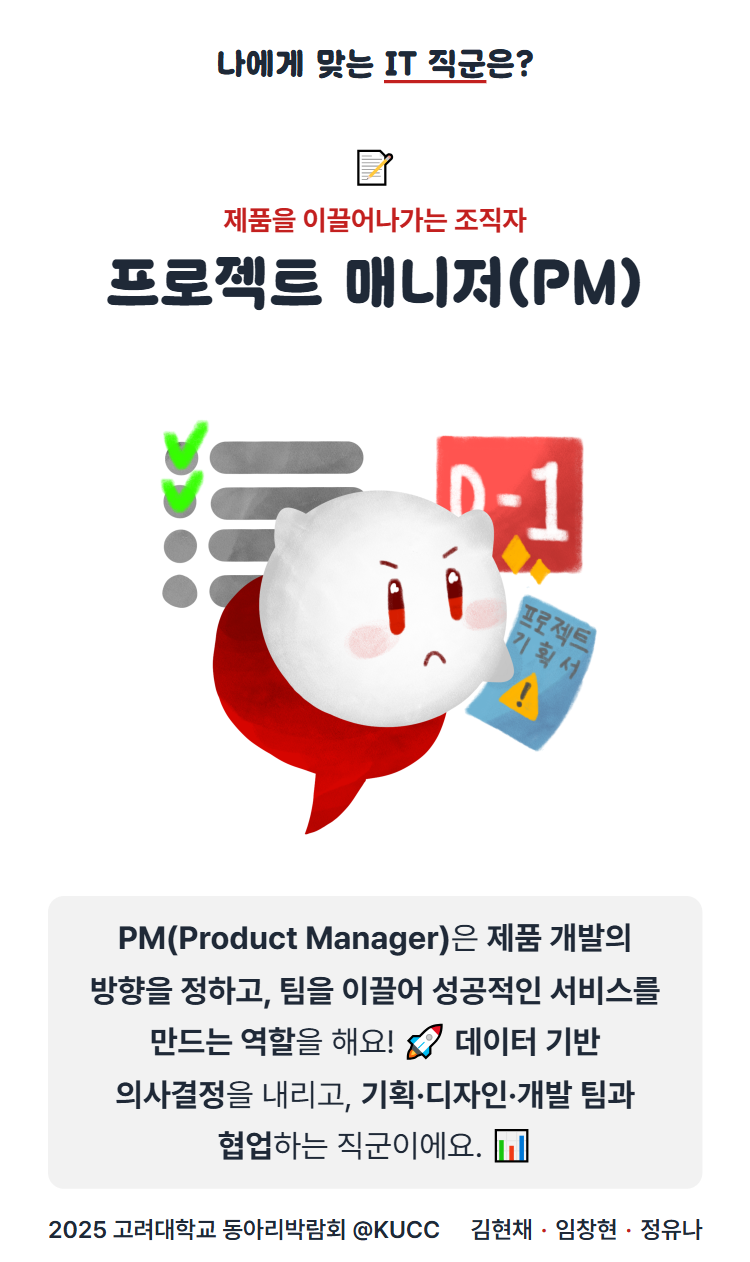 나에게 맞는 IT 직군은?
제품을 이끌어나가는 조직자
프로젝트 매니저(PM)
D-1
프로젝트
기획서
!
PM(Product Manager)은 제품 개발의
방향을 정하고, 팀을 이끌어 성공적인 서비스를
만드는 역할을 해요! 🚀 데이터 기반
의사결정을 내리고, 기획·디자인·개발 팀과
협업하는 직군이에요. 📊
2025 고려대학교 동아리박람회 @KUCC 김현채 · 임창현 · 정유나